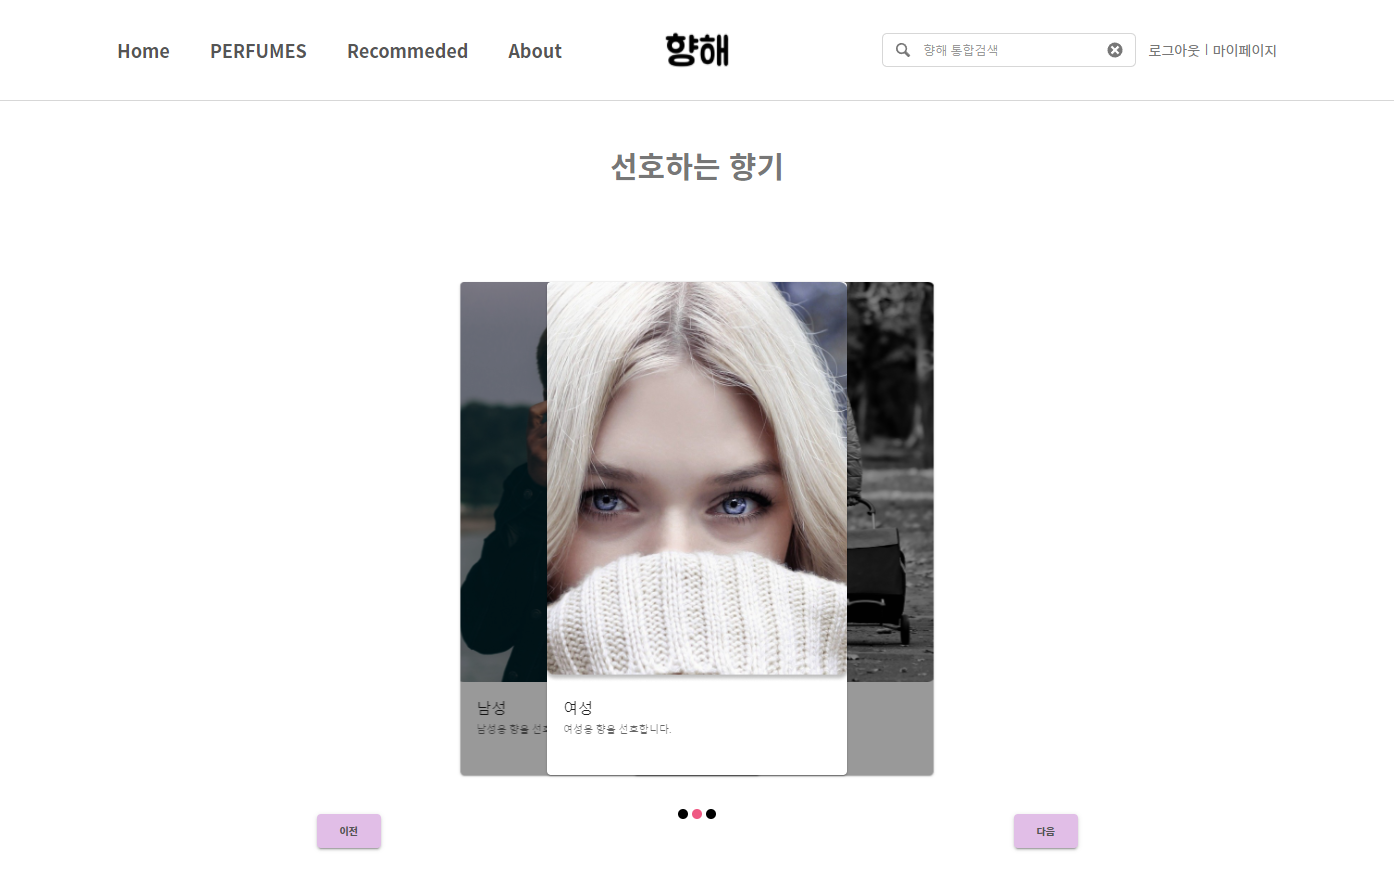 Home PERFUMES Recommeded About 향해 향해 통합검색 로그아웃 | 마이페이지
선호하는 향기
남성 여성
남성용 향을 선호 여성용 향을 선호합니다.
이전 다음